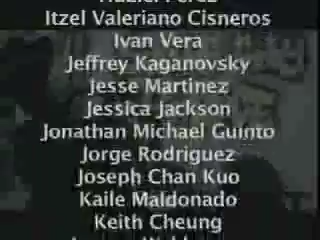 Itzel Valeriano Cisneros
Ivan Vera
Jeffrey Kaganovsky
Jesse Martinez
Jessica Jackson
Jonathan Michael Guinto
Jorge Rodriguez
Joseph Chan Kuo
Kaile Maldonado
Keith Cheung